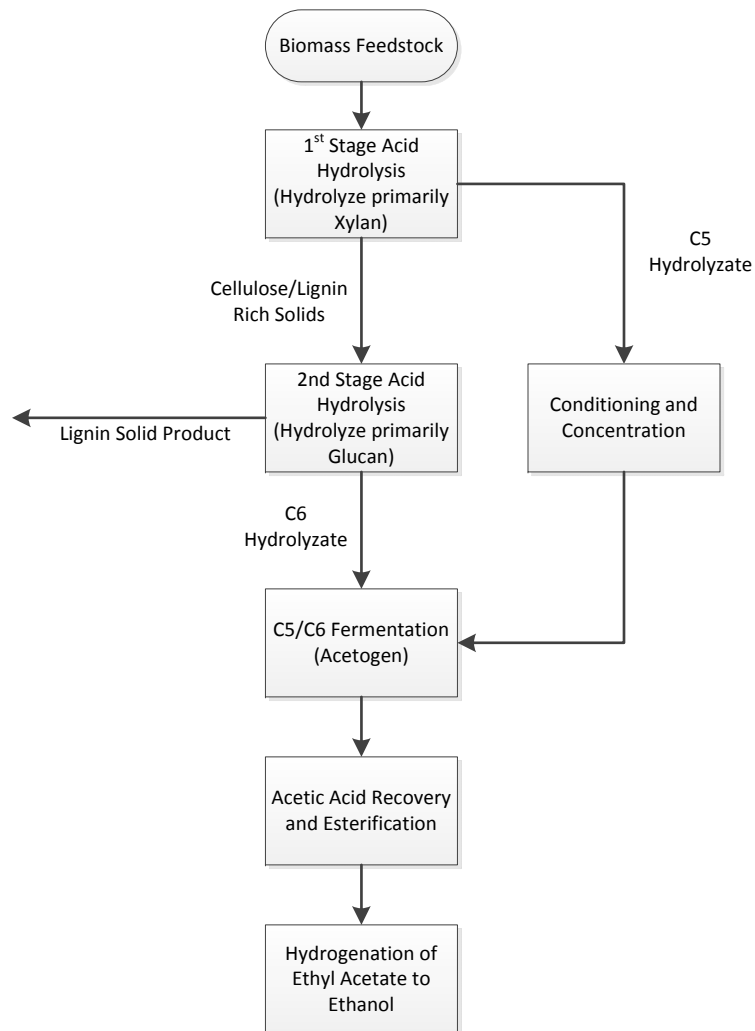 Biomass Feedstock
1st Stage Acid
Hydrolysis
(Hydrolyze primarily
Xylan)
C5
Hydrolyzate
Cellulose/Lignin
Rich Solids
2nd Stage Acid
Hydrolysis
(Hydrolyze primarily
Glucan)
Conditioning and
Concentration
Lignin Solid Product
C6
Hydrolyzate
C5/C6 Fermentation
(Acetogen)
Acetic Acid Recovery
and Esterification
Hydrogenation of
Ethyl Acetate to
Ethanol